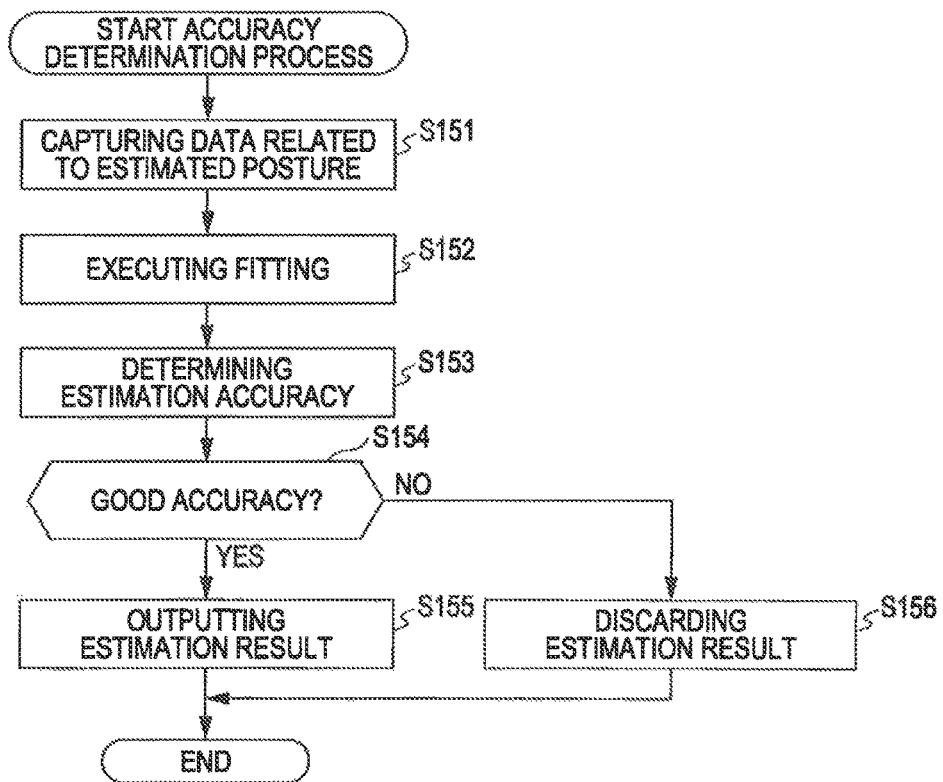 START ACCURACY
DETERMINATION PROCESS
CAPTURING DATA RELATED
TO ESTIMATED POSTURE
S151
EXECUTING FITTING
S152
DETERMINING
ESTIMATION ACCURACY
S153
S154
GOOD ACCURACY?
NO
YES
OUTPUTTING
ESTIMATION RESULT
S155
DISCARDING
ESTIMATION RESULT
S156
END